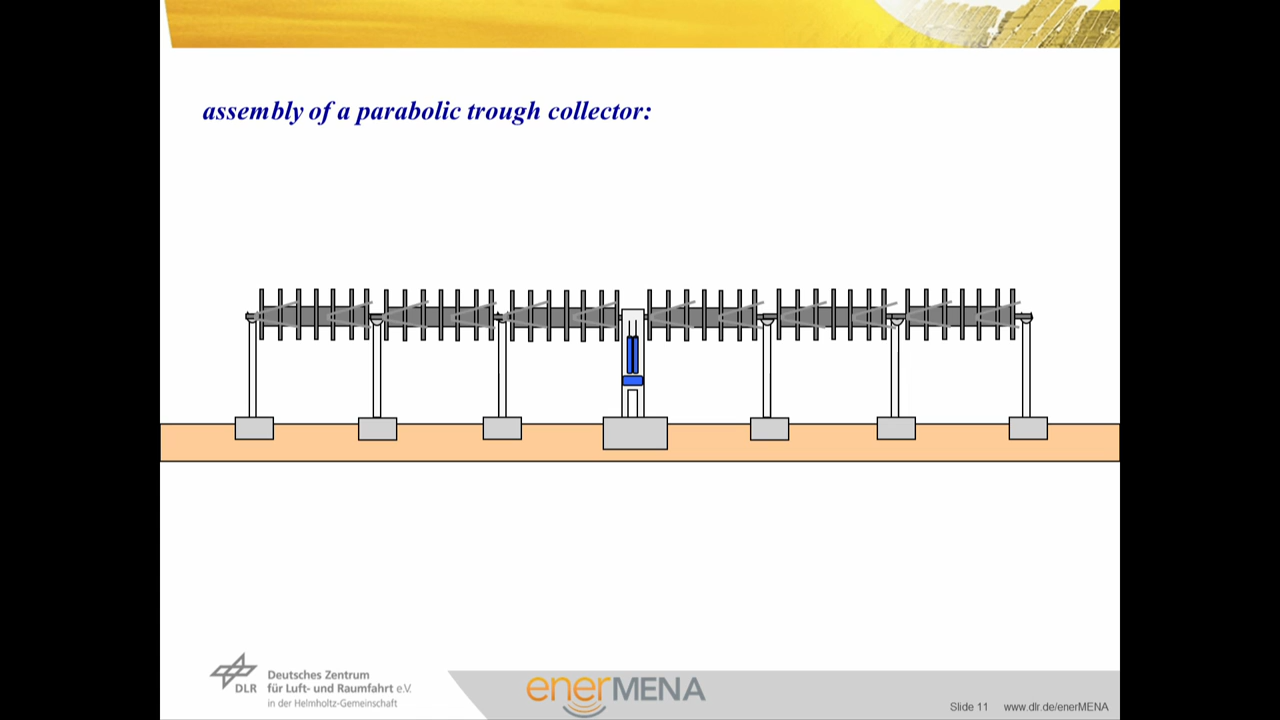 assembly of a parabolic trough collector:
Deutsches Zentrum
DLR für Luft- und Raumfahrt e.V.
in der Helmholtz-Gemeinschaft
enerMENA
Slide 11 www.dlr.de/enerMENA